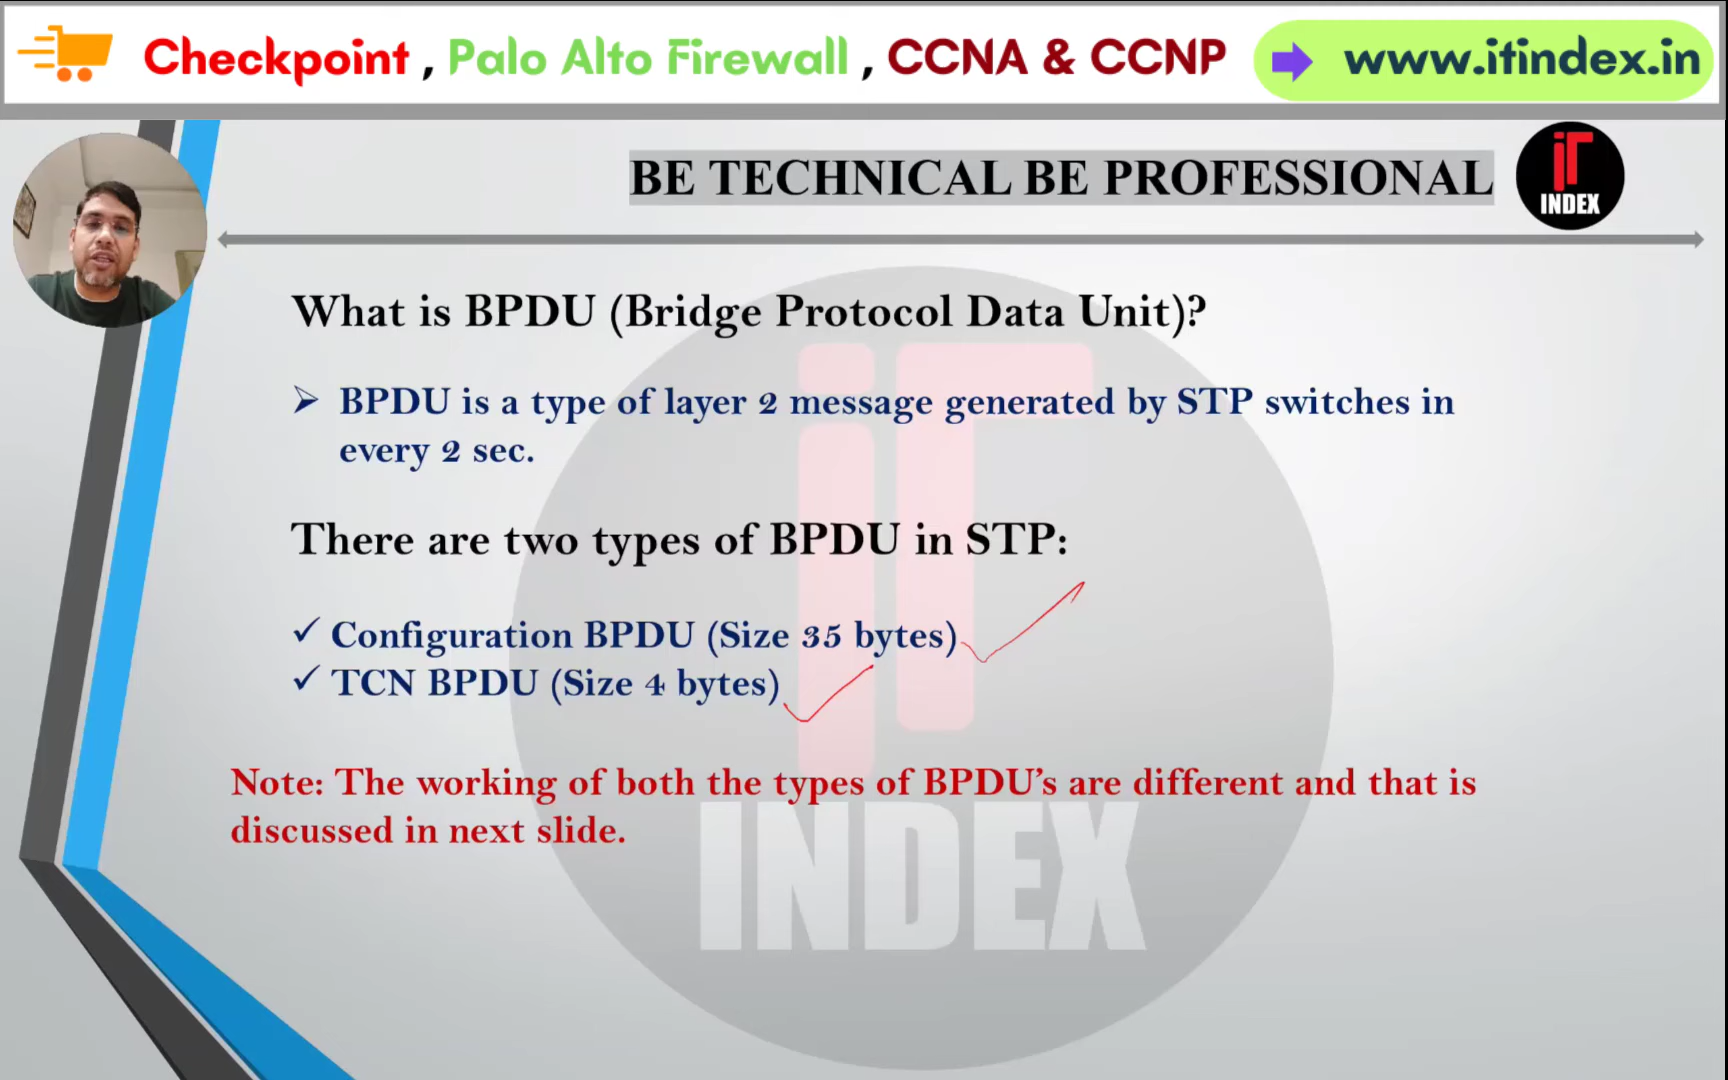 Checkpoint , Palo Alto Firewall , CCNA & CCNP www.itindex.in
BE TECHNICAL BE PROFESSIONAL
iT
INDEX
What is BPDU (Bridge Protocol Data Unit)?
➢ BPDU is a type of layer 2 message generated by STP switches in
every 2 sec.
There are two types of BPDU in STP:
✓ Configuration BPDU (Size 35 bytes)
✓ TCN BPDU (Size 4 bytes)
Note: The working of both the types of BPDU’s are different and that is
discussed in next slide.
iT
INDEX